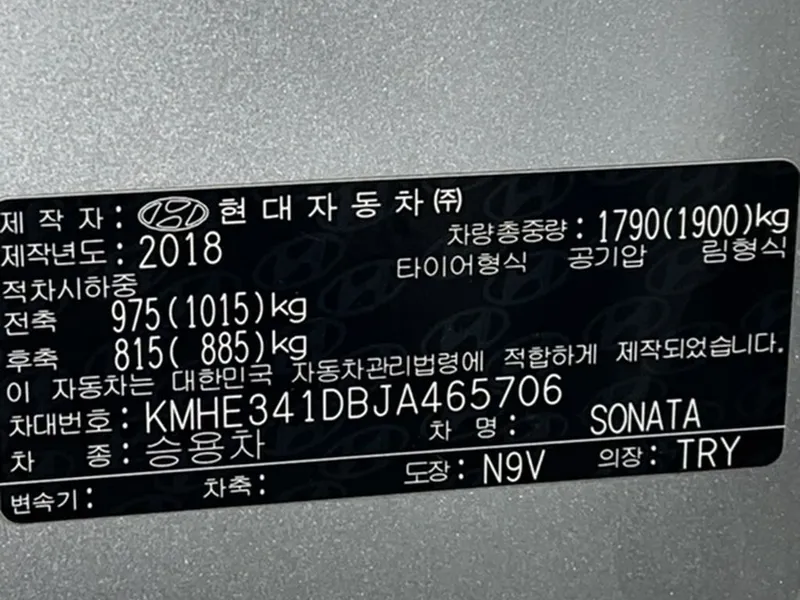 제 작 자 : 현 대 자 동 차 ㈜
제작년도 : 2018 차량총중량 : 1790(1900)kg
적차시하중 타이어형식 공기압 림형식
전축 975(1015)kg
후축 815( 885)kg
이 자동차는 대한민국 자동차관리법령에 적합하게 제작되었습니다.
차대번호 : KMHE341DBJA465706
차 종 : 승용차 차 명 : SONATA
변속기 : 차축 : 도장 : N9V 의장 : TRY